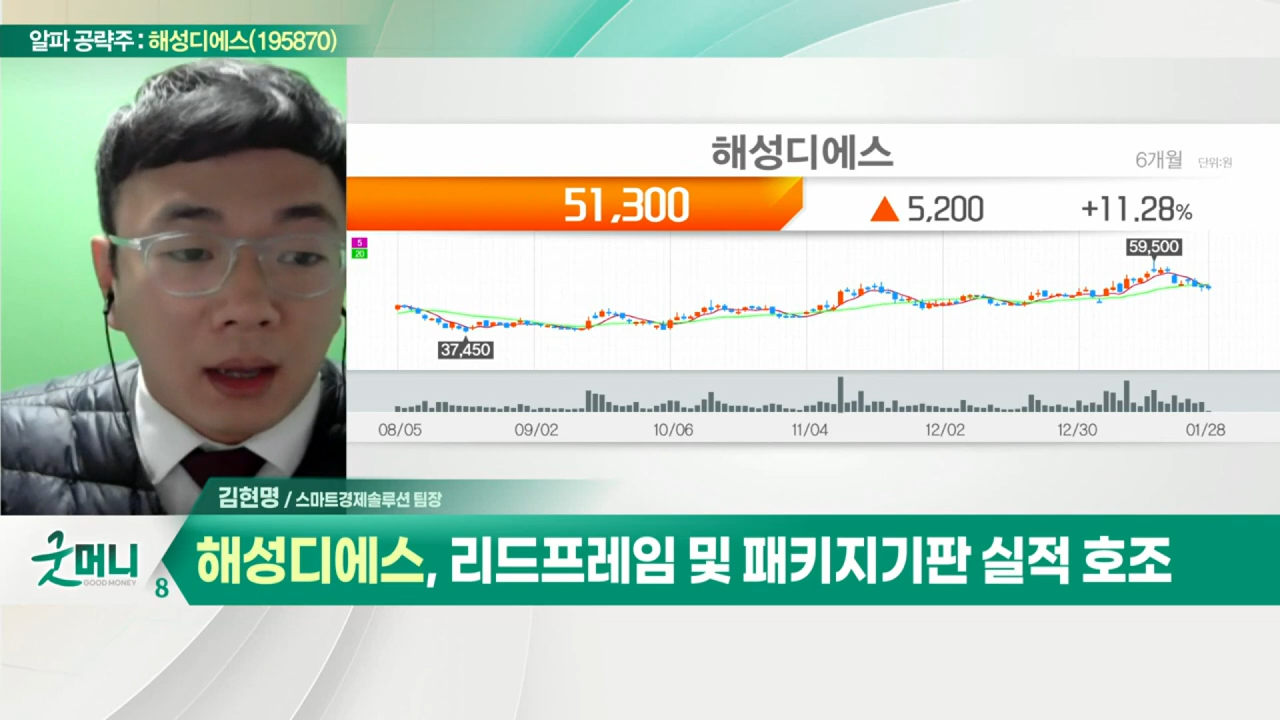 알파 공략주 : 해성디에스(195870)
해성디에스
6개월 단위:원
51,300 ▲ 5,200 +11.28%
5
20
59,500
37,450
08/05 09/02 10/06 11/04 12/02 12/30 01/28
김현명 / 스마트경제솔루션 팀장
굿머니
GOOD MONEY
8
해성디에스, 리드프레임 및 패키지기판 실적 호조